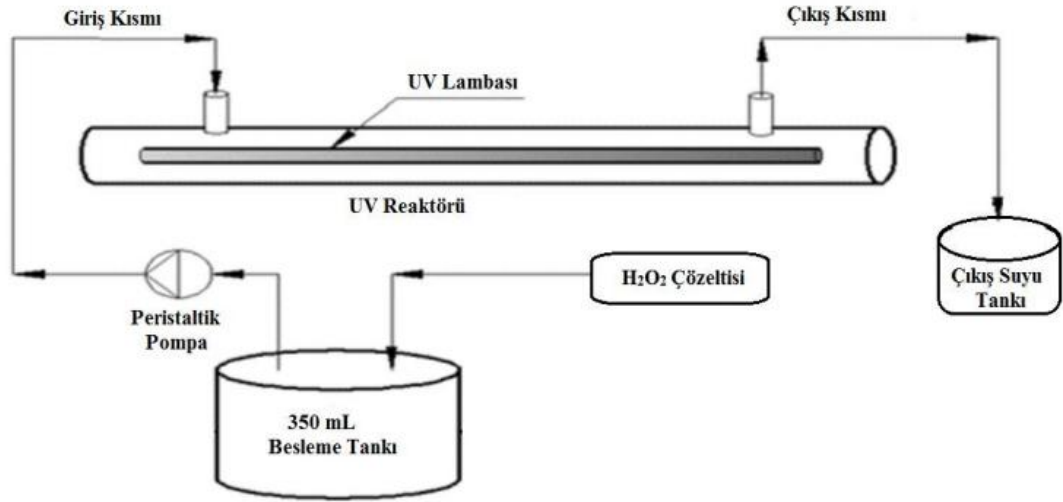 Giriş Kısmı
Çıkış Kısmı
UV Lambası
UV Reaktörü
H₂O₂ Çözeltisi
Çıkış Suyu
Tankı
Peristaltik
Pompa
350 mL
Besleme Tankı